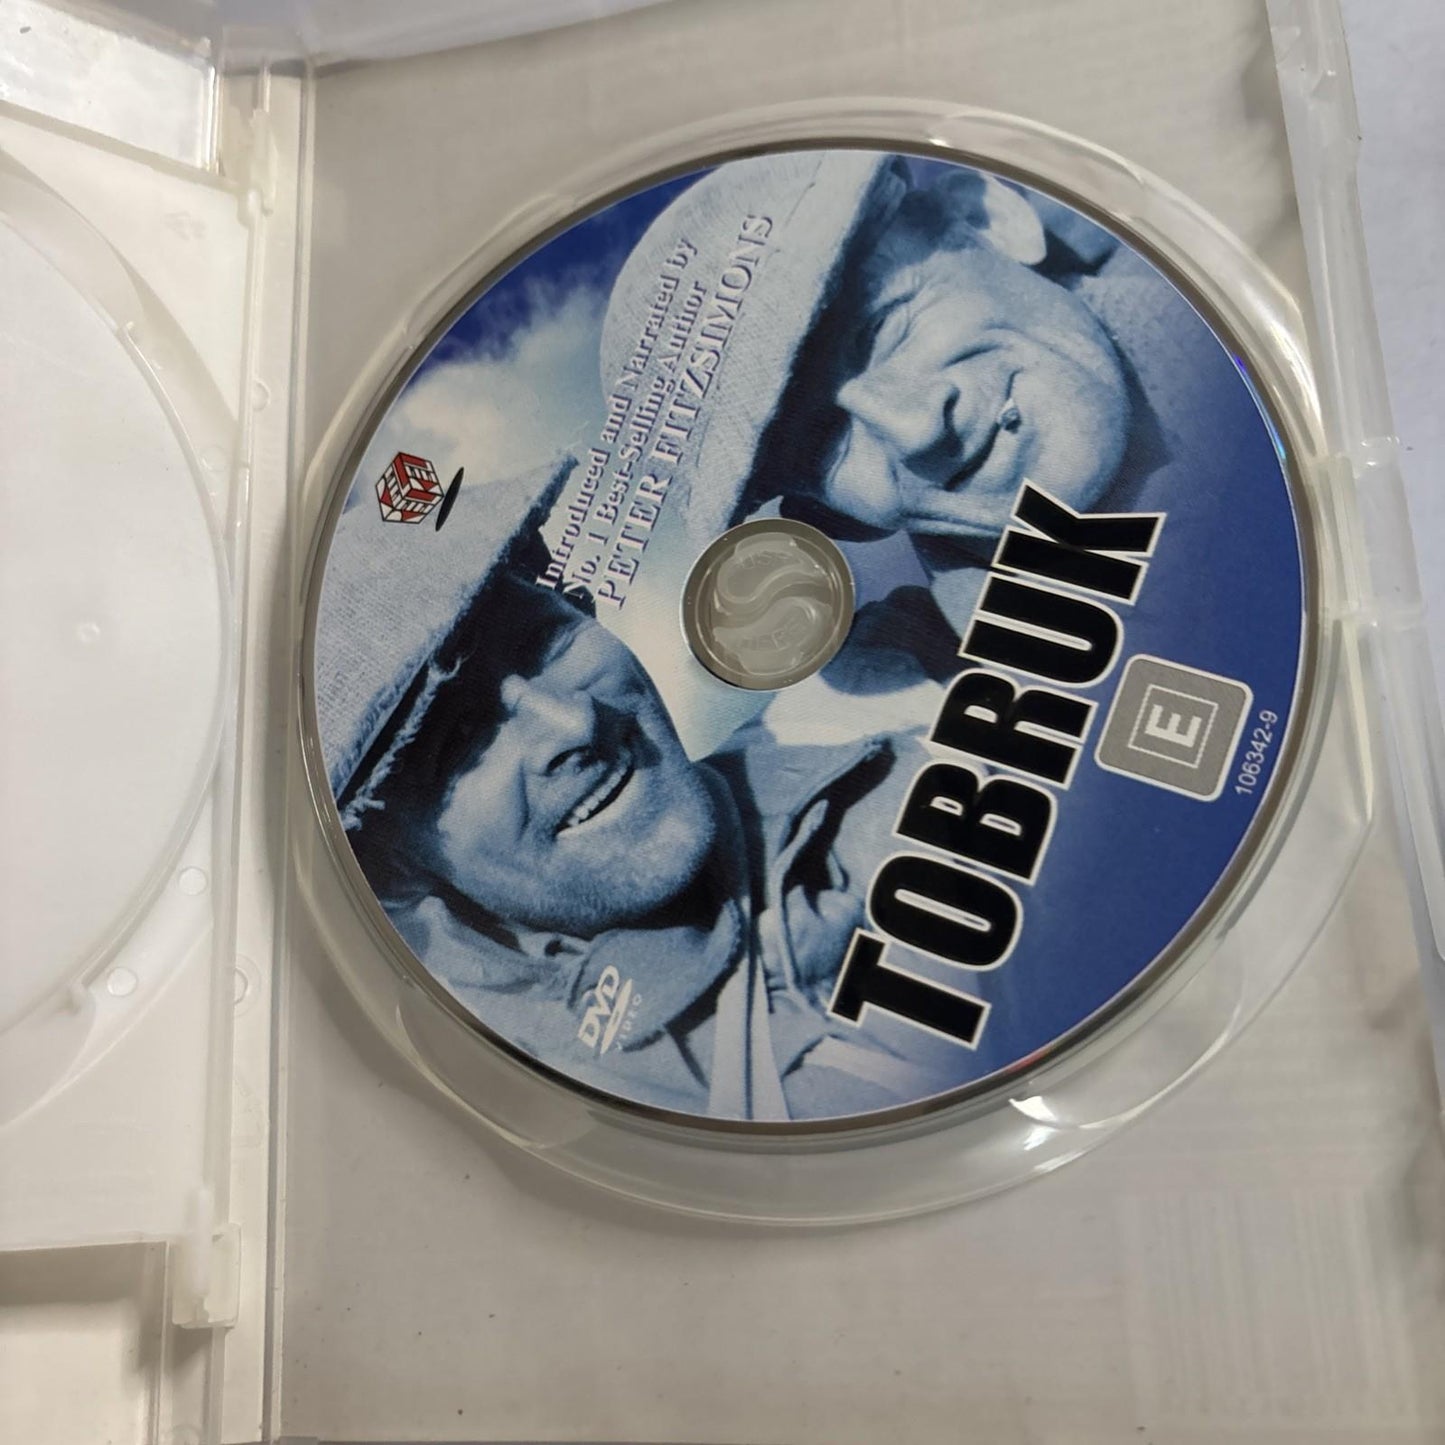 Introduced and Narrated by
No. 1 Best-Selling Author
PETER FITZSIMONS
TOBRUK
E
106342-9
DVD
VIDEO